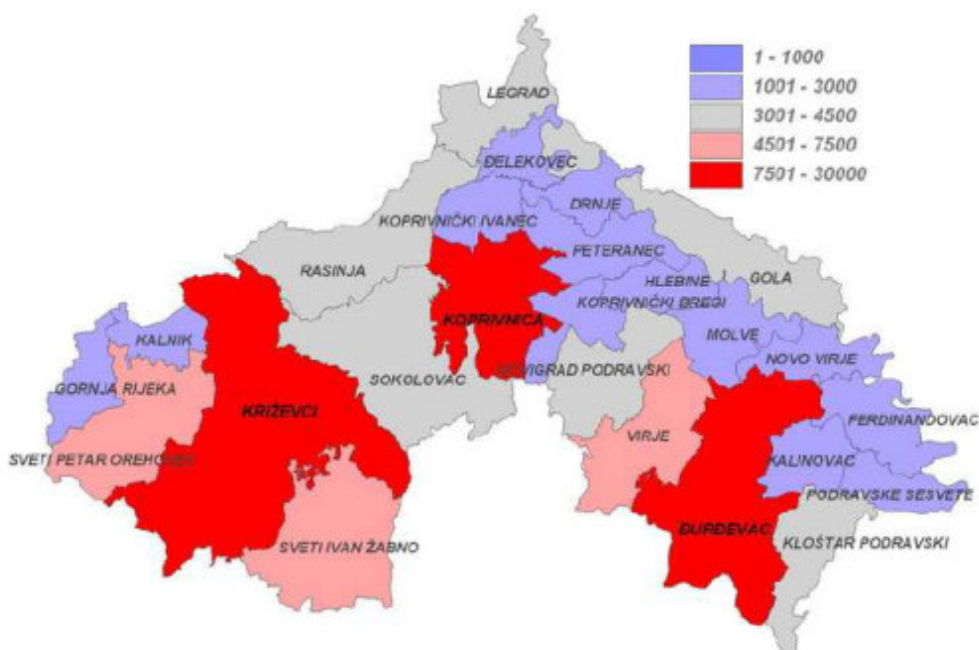 1 - 1000
1001 - 3000
3001 - 4500
4501 - 7500
7501 - 30000
LEGRAD
ĐELEKOVEC
DRNJE
KOPRIVNIČKI IVANEC
PETERANEC
RASINJA
HLEBINE
GOLA
KOPRIVNIČKI BREGI
KOPRIVNICA
MOLVE
KALNIK
NOVO VIRJE
SOKOLOVAC
NOVIGRAD PODRAVSKI
GORNJA RIJEKA
KRIŽEVCI
FERDINANDOVAC
VIRJE
SVETI PETAR OREHOVEC
KALINOVAC
PODRAVSKE SESVETE
ĐURĐEVAC
KLOŠTAR PODRAVSKI
SVETI IVAN ŽABNO